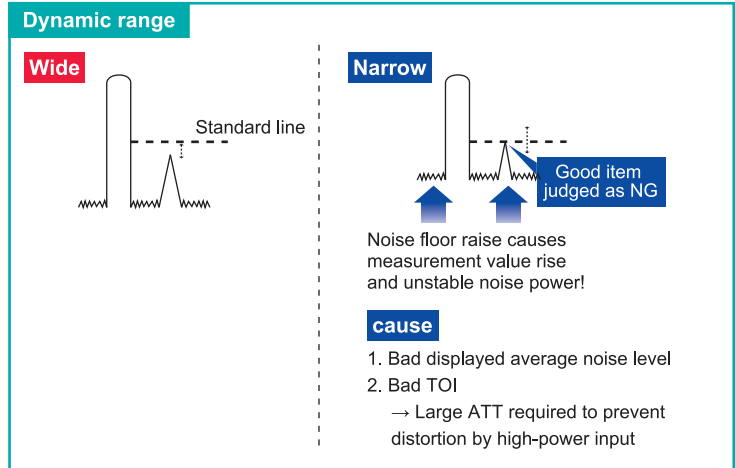 Dynamic range
Wide
Standard line
Narrow
Good item
judged as NG
Noise floor raise causes
measurement value rise
and unstable noise power!
cause
1. Bad displayed average noise level
2. Bad TOI
→ Large ATT required to prevent
distortion by high-power input